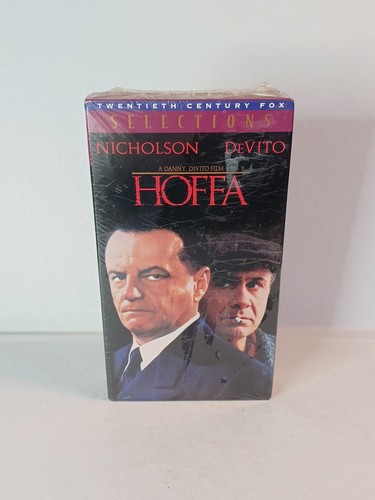 TWENTIETH CENTURY FOX
SELECTIONS
NICHOLSON DEVITO
A DANNY DEVITO FILM
HOFFA